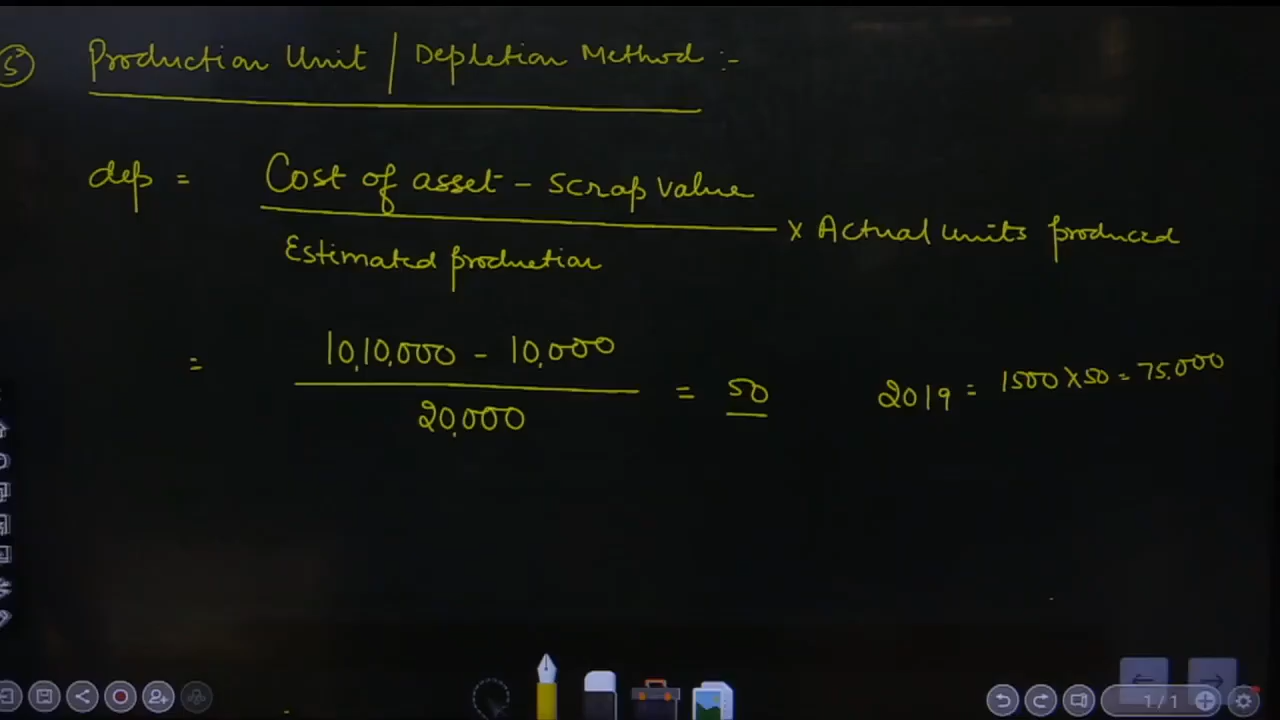 5 Production Unit / Depletion Method :-
dep = Cost of asset - Scrap value
Estimated production
× Actual units produced
= 10,10,000 - 10,000
20,000
= 50
2019 = 1500 × 50 = 75,000
1/1